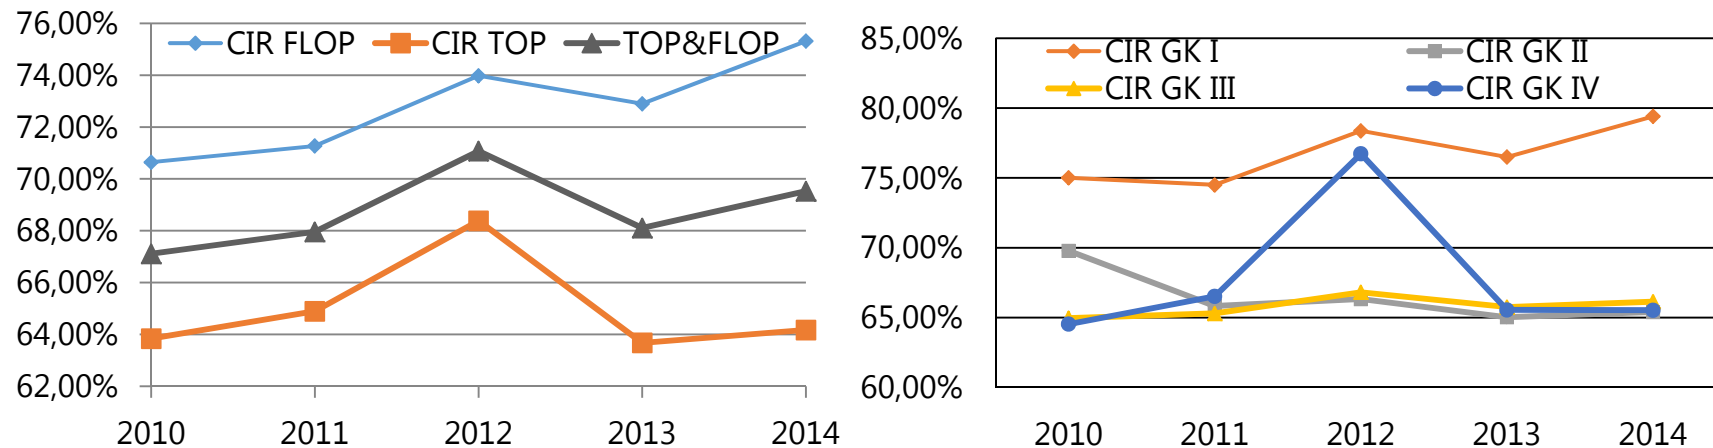 76,00%
74,00%
72,00%
70,00%
68,00%
66,00%
64,00%
62,00%
CIR FLOP CIR TOP TOP&FLOP
2010 2011 2012 2013 2014
85,00%
80,00%
75,00%
70,00%
65,00%
60,00%
CIR GK I CIR GK II
CIR GK III CIR GK IV
2010 2011 2012 2013 2014